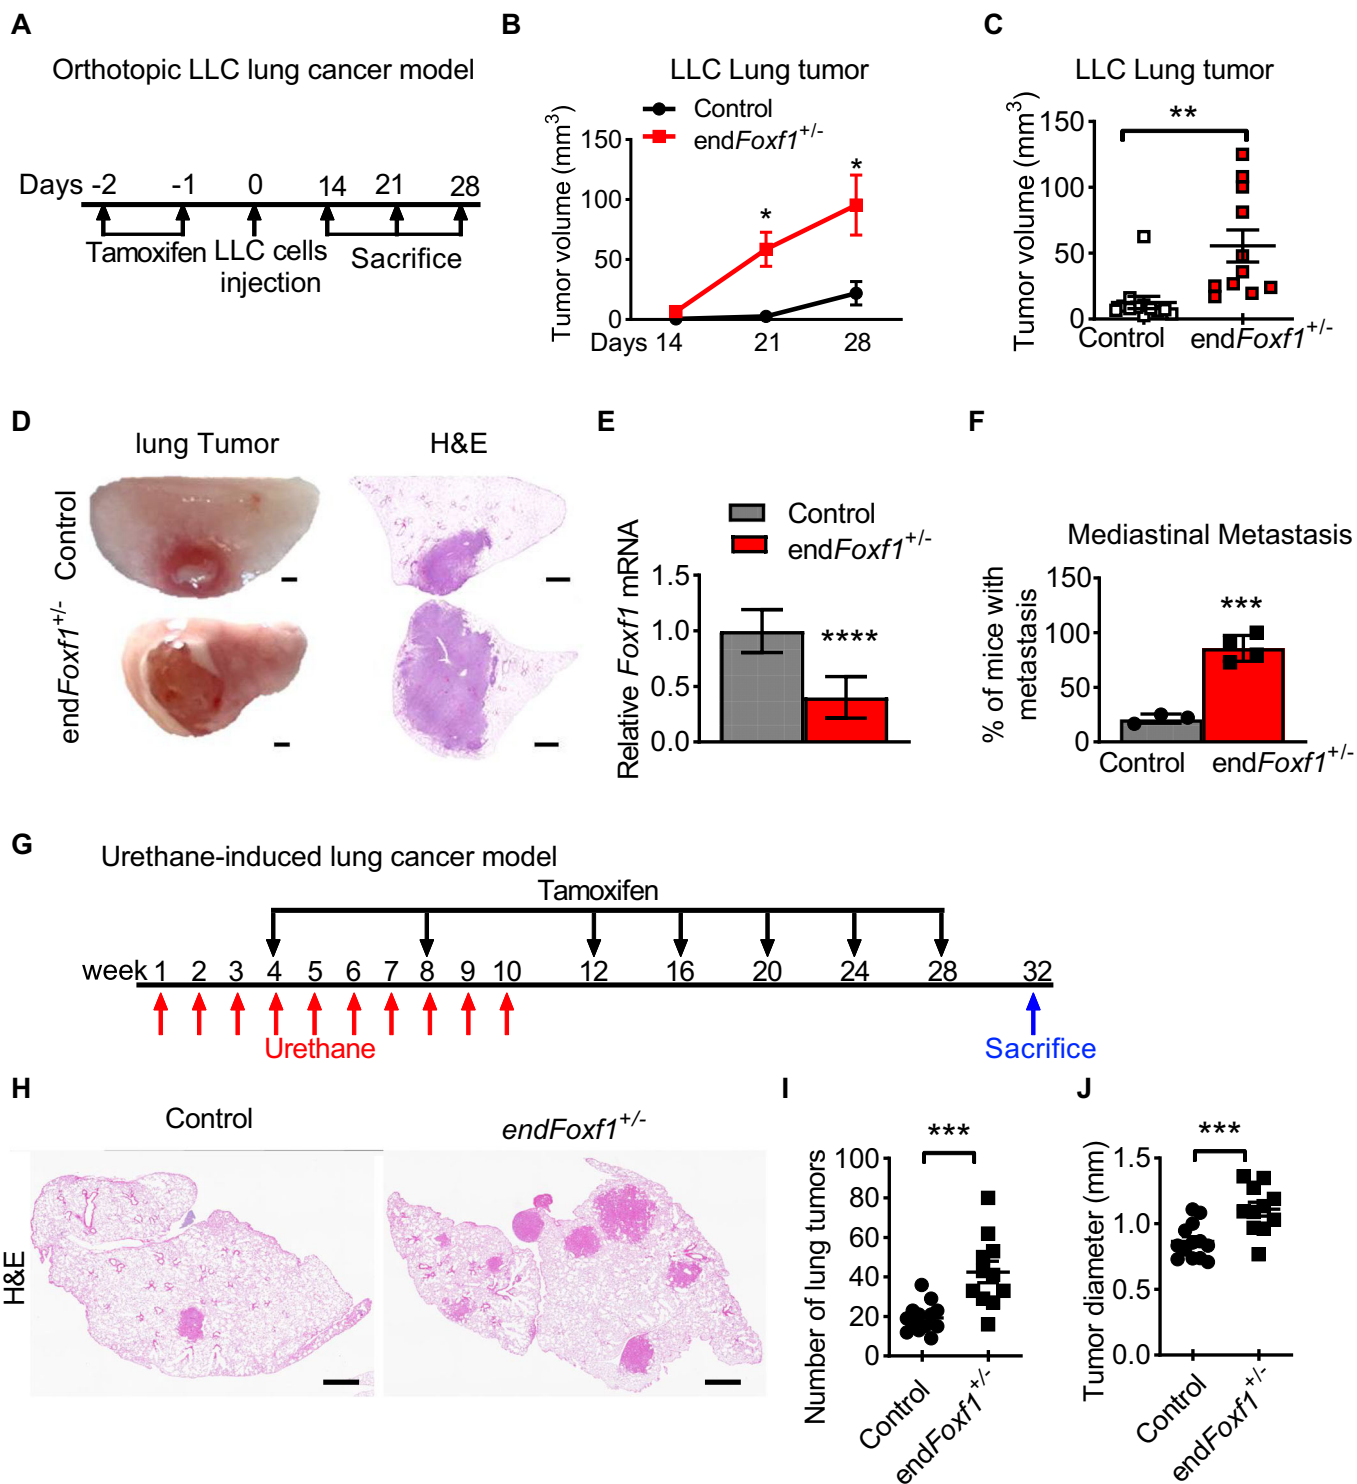 A
Orthotopic LLC lung cancer model
Days -2 -1 0 14 21 28
Tamoxifen LLC cells injection Sacrifice
B
LLC Lung tumor
Control
endFoxf1+/-
Tumor volume (mm3)
150
100
50
0
* *
Days 14 21 28
C
LLC Lung tumor
Tumor volume (mm3)
**
150
100
50
0
Control endFoxf1+/-
D
lung Tumor H&E
Control
endFoxf1+/-
E
Control
endFoxf1+/-
Relative Foxf1 mRNA
1.5
1.0
0.5
0.0
****
F
Mediastinal Metastasis
% of mice with metastasis
150
100
50
0
***
Control endFoxf1+/-
G
Urethane-induced lung cancer model
Tamoxifen
week 1 2 3 4 5 6 7 8 9 10 12 16 20 24 28 32
Urethane Sacrifice
H
Control endFoxf1+/-
H&E
I
***
Number of lung tumors
100
80
60
40
20
0
Control endFoxf1+/-
J
***
Tumor diameter (mm)
1.5
1.0
0.5
0.0
Control endFoxf1+/-